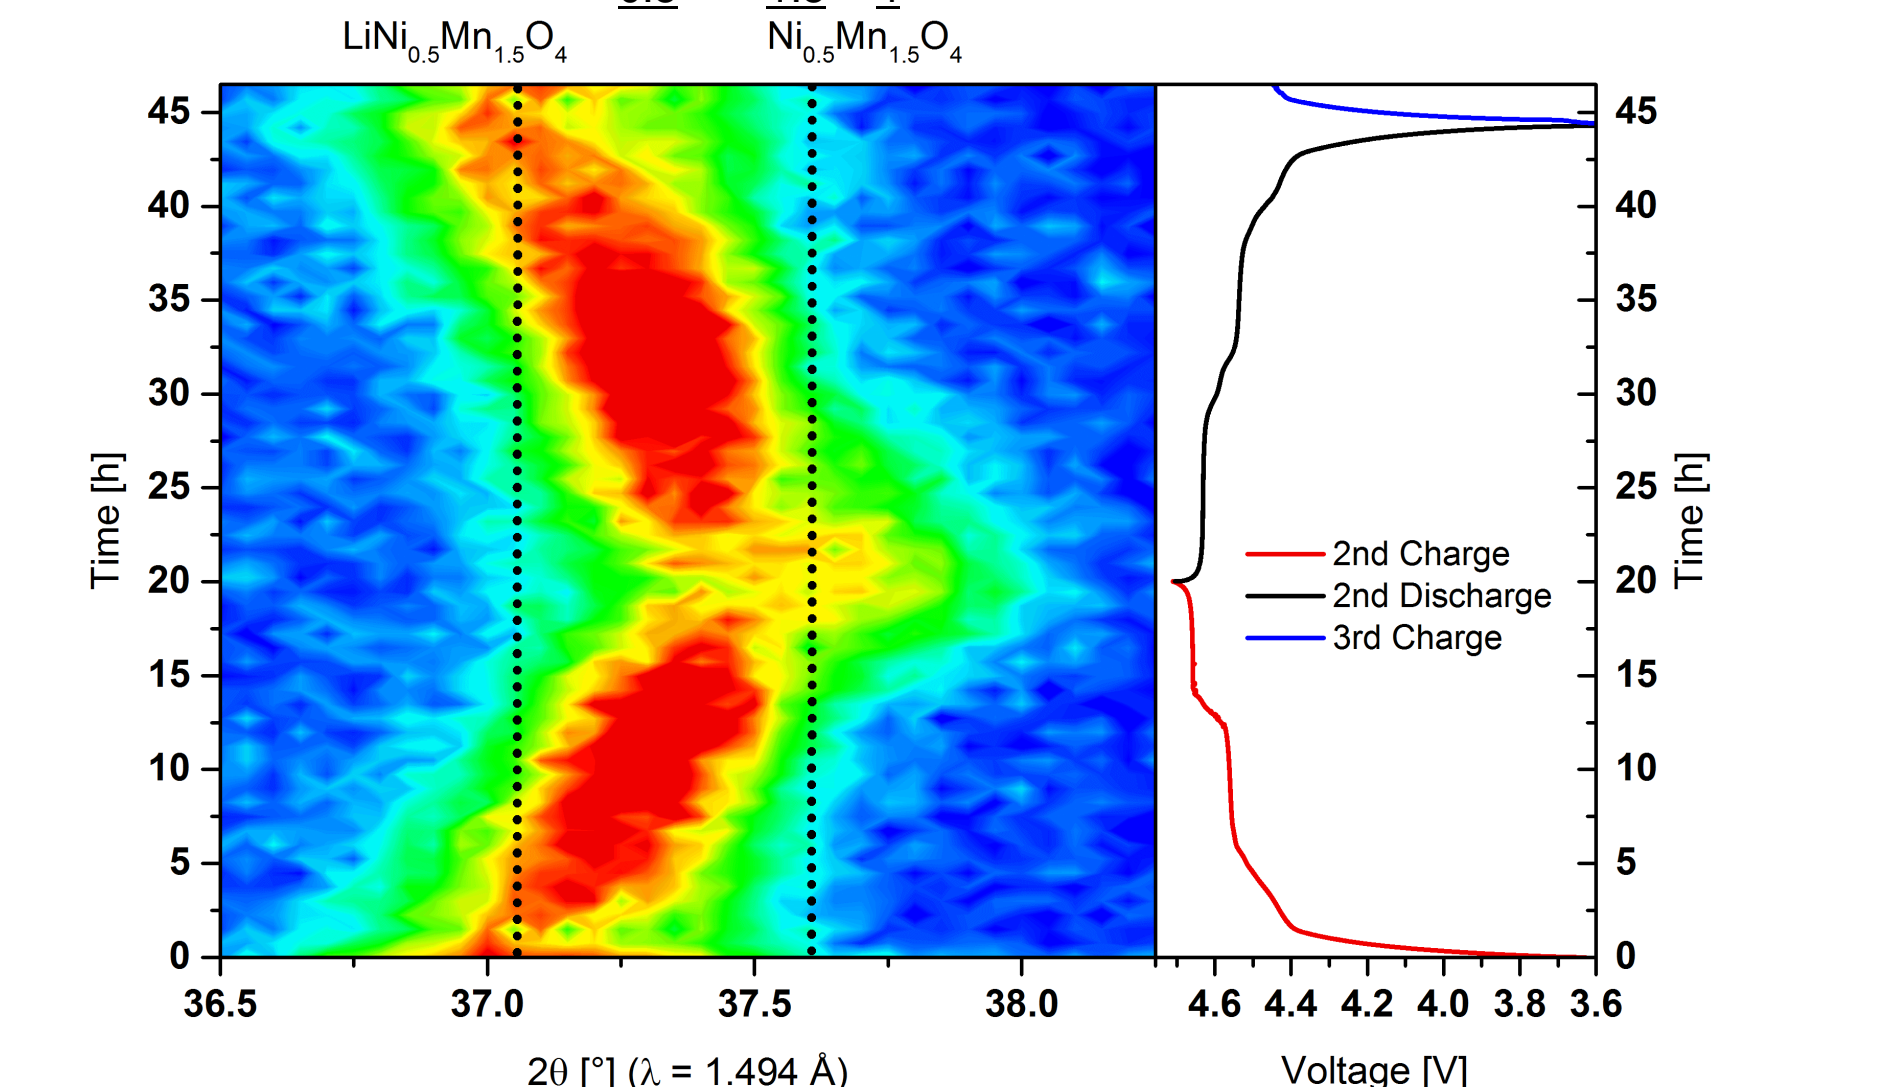 LiNi0.5Mn1.5O4 Ni0.5Mn1.5O4
45 45
40 40
35 35
30 30
25 25
20 20
15 15
10 10
5 5
0 0
Time [h]
Time [h]
2nd Charge
2nd Discharge
3rd Charge
36.5 37.0 37.5 38.0 4.6 4.4 4.2 4.0 3.8 3.6
2θ [°] (λ = 1.494 Å) Voltage [V]